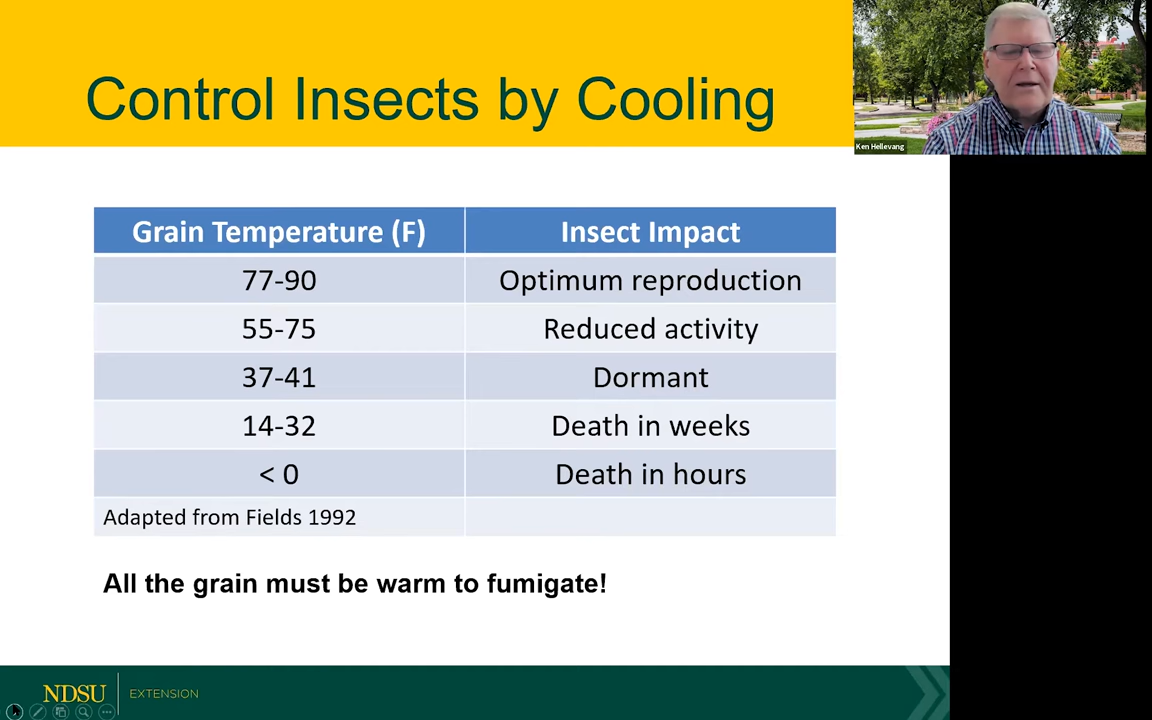 Control Insects by Cooling
Ken Hellevang
Grain Temperature (F) Insect Impact
77-90 Optimum reproduction
55-75 Reduced activity
37-41 Dormant
14-32 Death in weeks
< 0 Death in hours
Adapted from Fields 1992
All the grain must be warm to fumigate!
NDSU EXTENSION